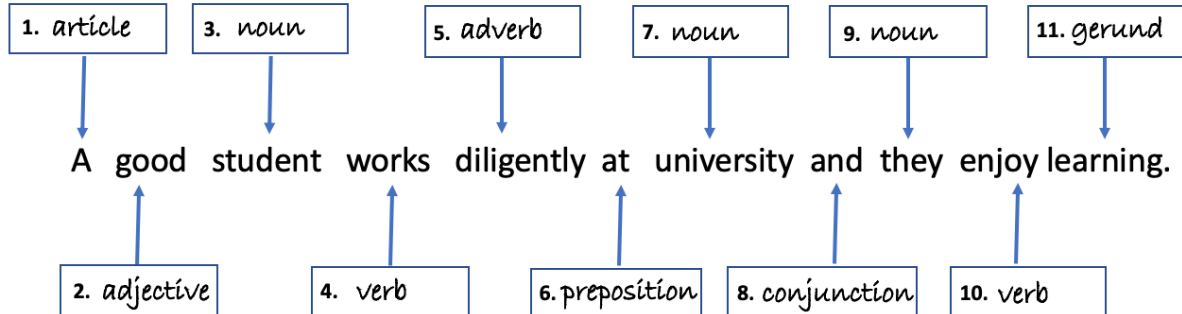 1. article
3. noun
5. adverb
7. noun
9. noun
11. gerund
A good student works diligently at university and they enjoy learning.
2. adjective
4. verb
6. preposition
8. conjunction
10. verb